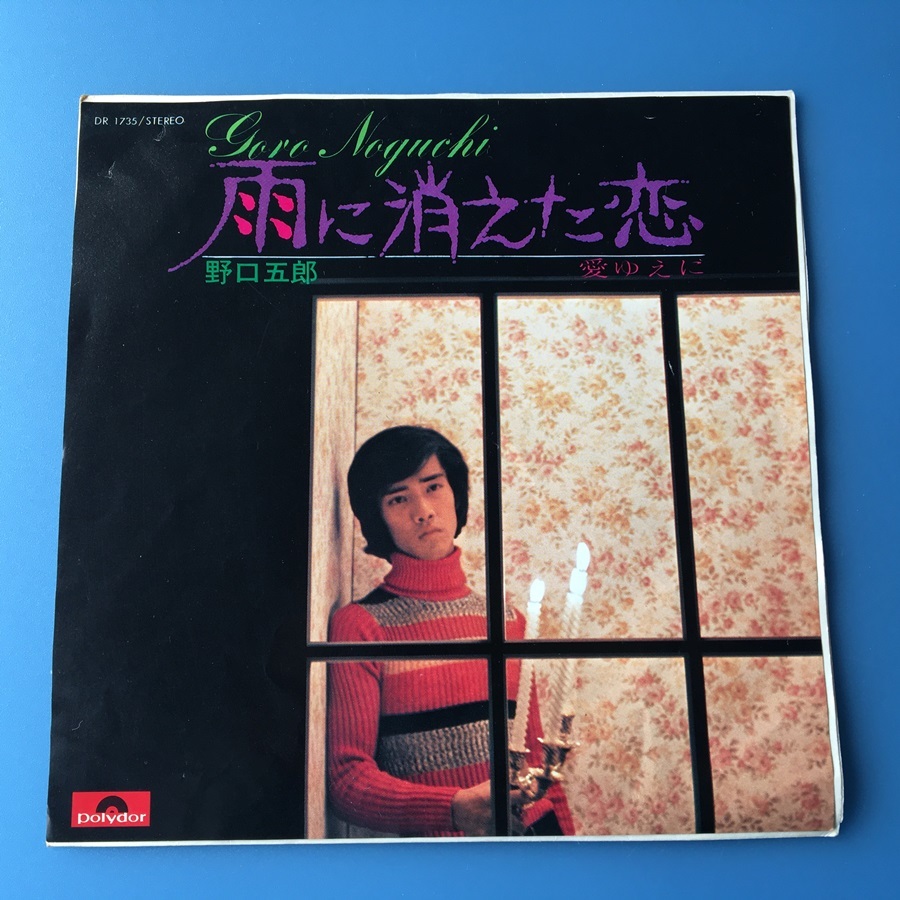 DR 1735/STEREO
Goro Noguchi
雨に消えた恋
野口五郎
愛ゆえに
polydor